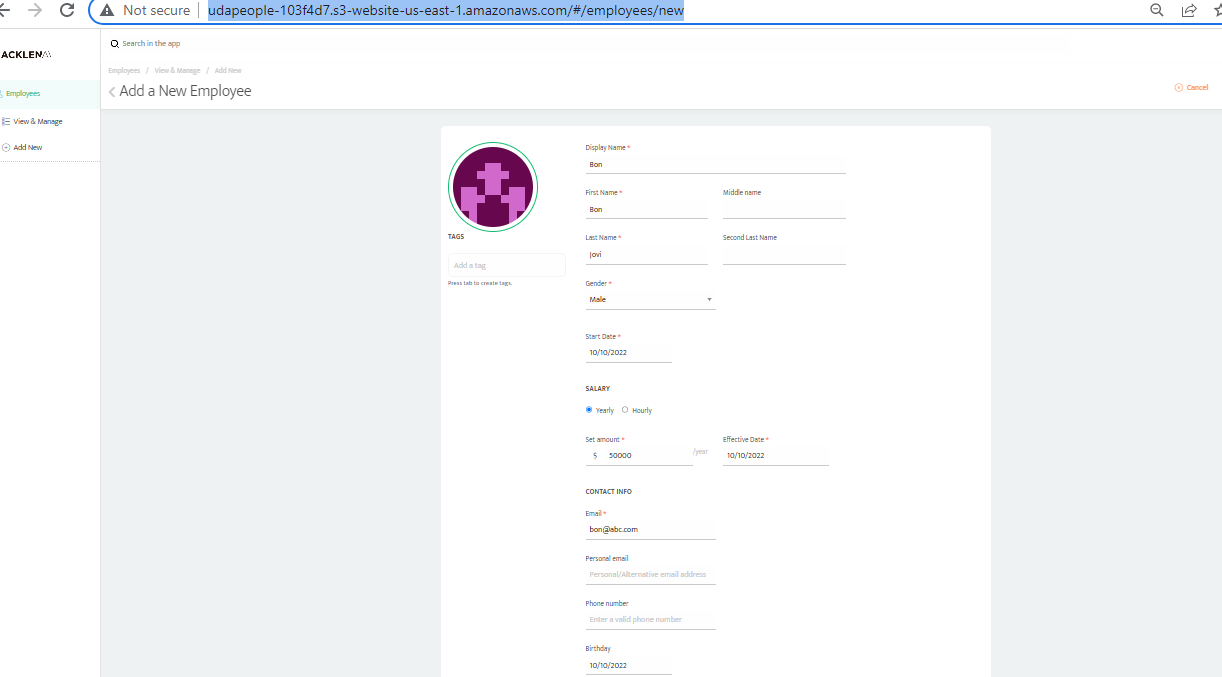 Not secure | udapeople-103f4d7.s3-website-us-east-1.amazonaws.com/#/employees/new
ACKLEN
Search in the app
Employees / View & Manage / Add New
Add a New Employee
Cancel
Employees
View & Manage
Add New
TAGS
Add a tag
Press tab to create tags.
Display Name *
Bon
First Name * Middle name
Bon
Last Name * Second Last Name
Jovi
Gender *
Male
Start Date *
10/10/2022
SALARY
Yearly Hourly
Set amount * Effective Date *
$ 50000 /year 10/10/2022
CONTACT INFO
Email *
bon@abc.com
Personal email
Personal/Alternative email address
Phone number
Enter a valid phone number
Birthday
10/10/2022